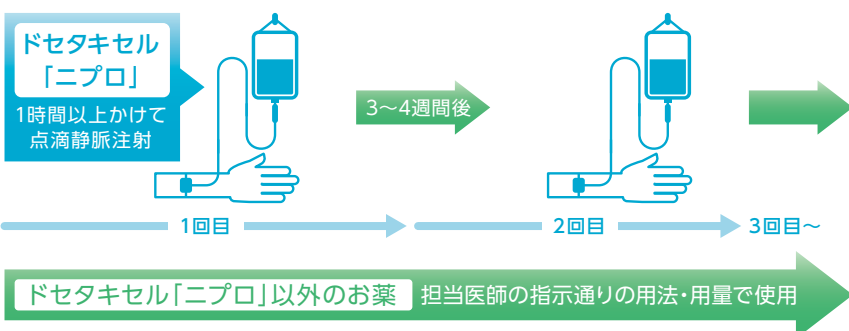 ドセタキセル
「ニプロ」
1時間以上かけて
点滴静脈注射
3〜4週間後
1回目
2回目
3回目〜
ドセタキセル「ニプロ」以外のお薬 担当医師の指示通りの用法・用量で使用